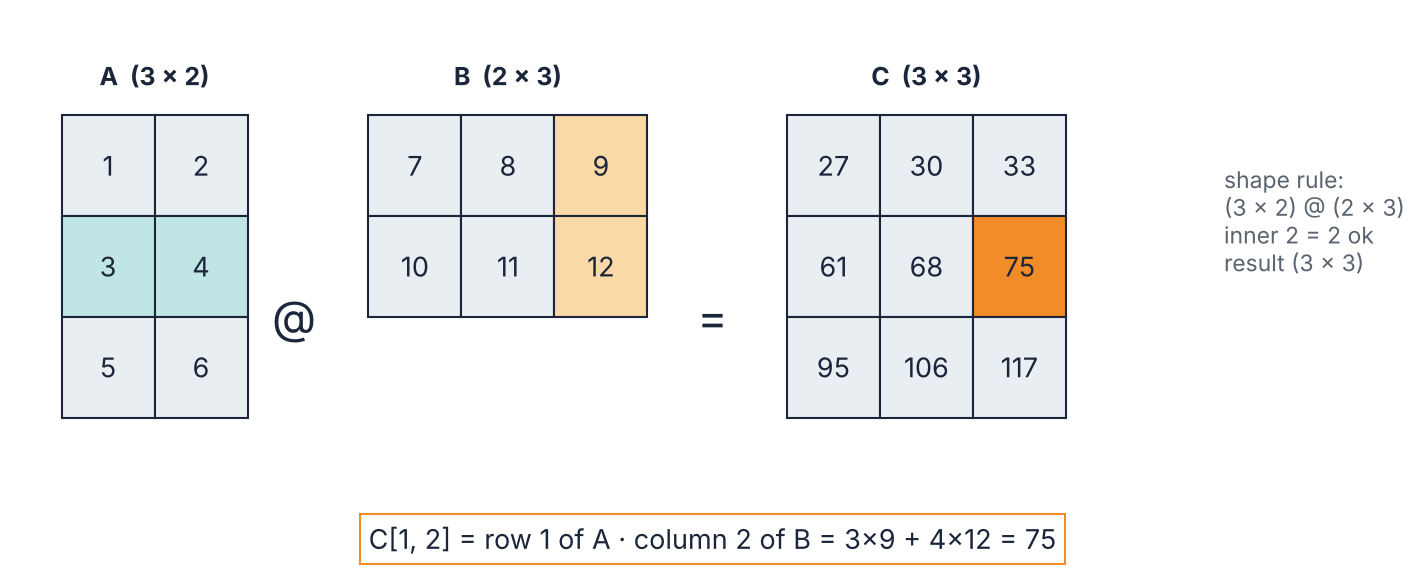 A (3 × 2)
B (2 × 3)
C (3 × 3)
1 2
3 4
5 6
@
7 8 9
10 11 12
=
27 30 33
61 68 75
95 106 117
shape rule:
(3 × 2) @ (2 × 3)
inner 2 = 2 ok
result (3 × 3)
C[1, 2] = row 1 of A · column 2 of B = 3×9 + 4×12 = 75